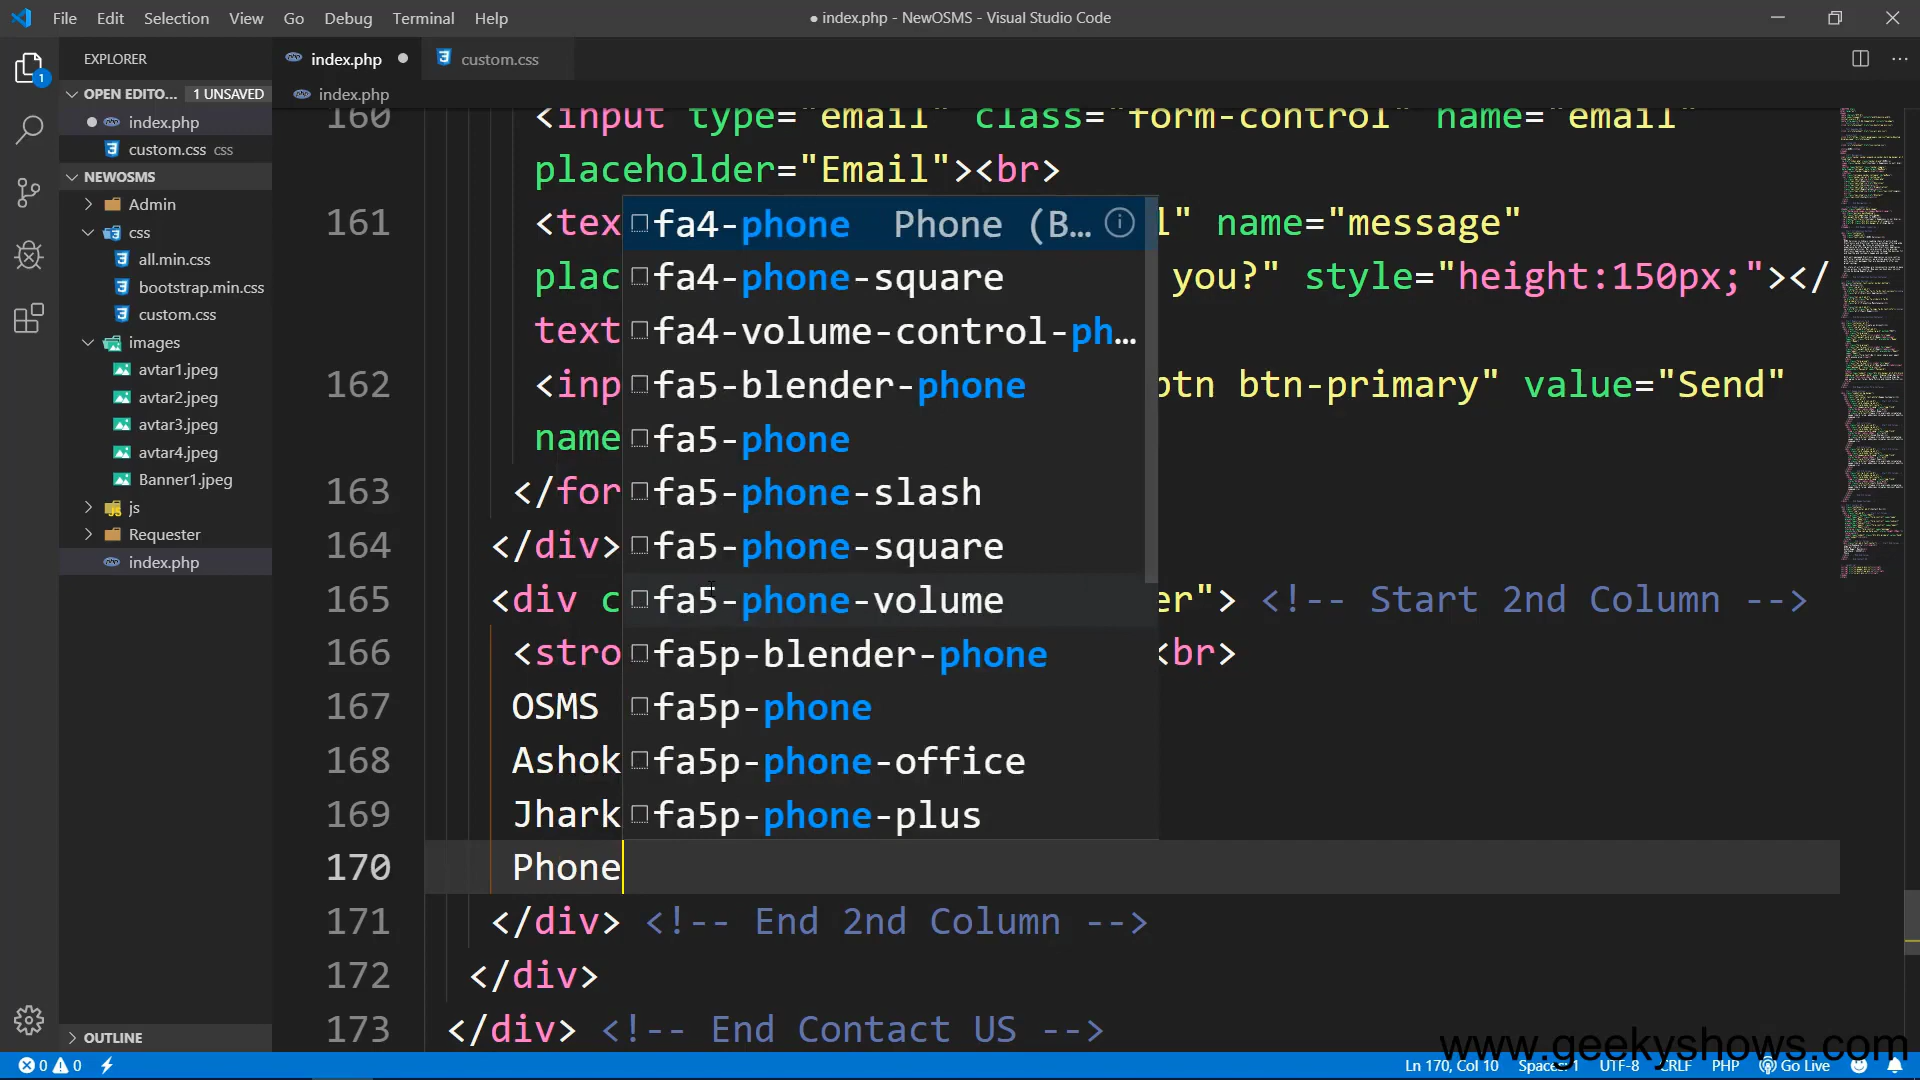 File Edit Selection View Go Debug Terminal Help
● index.php - NewOSMS - Visual Studio Code
EXPLORER
index.php
custom.css
OPEN EDITO... 1 UNSAVED
index.php
index.php
custom.css css
NEWOSMS
Admin
css
all.min.css
bootstrap.min.css
custom.css
images
avtar1.jpeg
avtar2.jpeg
avtar3.jpeg
avtar4.jpeg
Banner1.jpeg
js
Requester
index.php
OUTLINE
160 <input type="email" class="form-control" name="email"
placeholder="Email"><br>
161 <tex l" name="message"
plac you?" style="height:150px;"></
text
162 <inp btn btn-primary" value="Send"
name
163 </for
164 </div>
165 <div c er"> <!-- Start 2nd Column -->
166 <stro <br>
167 OSMS
168 Ashok
169 Jhark
170 Phone
171 </div> <!-- End 2nd Column -->
172 </div>
173 </div> <!-- End Contact US -->
fa4-phone Phone (B...
fa4-phone-square
fa4-volume-control-ph...
fa5-blender-phone
fa5-phone
fa5-phone-slash
fa5-phone-square
fa5-phone-volume
fa5p-blender-phone
fa5p-phone
fa5p-phone-office
fa5p-phone-plus
www.geekyshows.com
0 0 Ln 170, Col 10 Spaces: 1 UTF-8 CRLF PHP Go Live